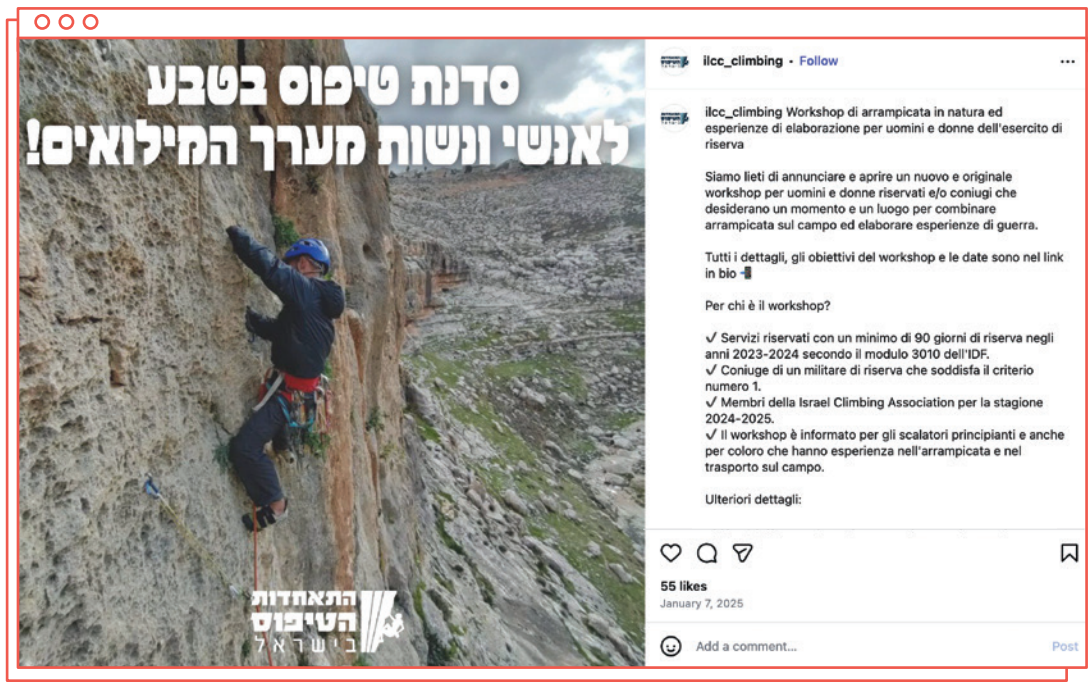 סדנת טיפוס בטבע
לאנשי ונשות מערך המילואים!
התאחדות
הטיפוס
בישראל
ilcc_climbing • Follow
ilcc_climbing Workshop di arrampicata in natura ed
esperienze di elaborazione per uomini e donne dell'esercito di
riserva
Siamo lieti di annunciare e aprire un nuovo e originale
workshop per uomini e donne riservati e/o coniugi che
desiderano un momento e un luogo per combinare
arrampicata sul campo ed elaborare esperienze di guerra.
Tutti i dettagli, gli obiettivi del workshop e le date sono nel link
in bio 📲
Per chi è il workshop?
✓ Servizi riservati con un minimo di 90 giorni di riserva negli
anni 2023-2024 secondo il modulo 3010 dell'IDF.
✓ Coniuge di un militare di riserva che soddisfa il criterio
numero 1.
✓ Membri della Israel Climbing Association per la stagione
2024-2025.
✓ Il workshop è informato per gli scalatori principianti e anche
per coloro che hanno esperienza nell'arrampicata e nel
trasporto sul campo.
Ulteriori dettagli:
55 likes
January 7, 2025
Add a comment...
Post